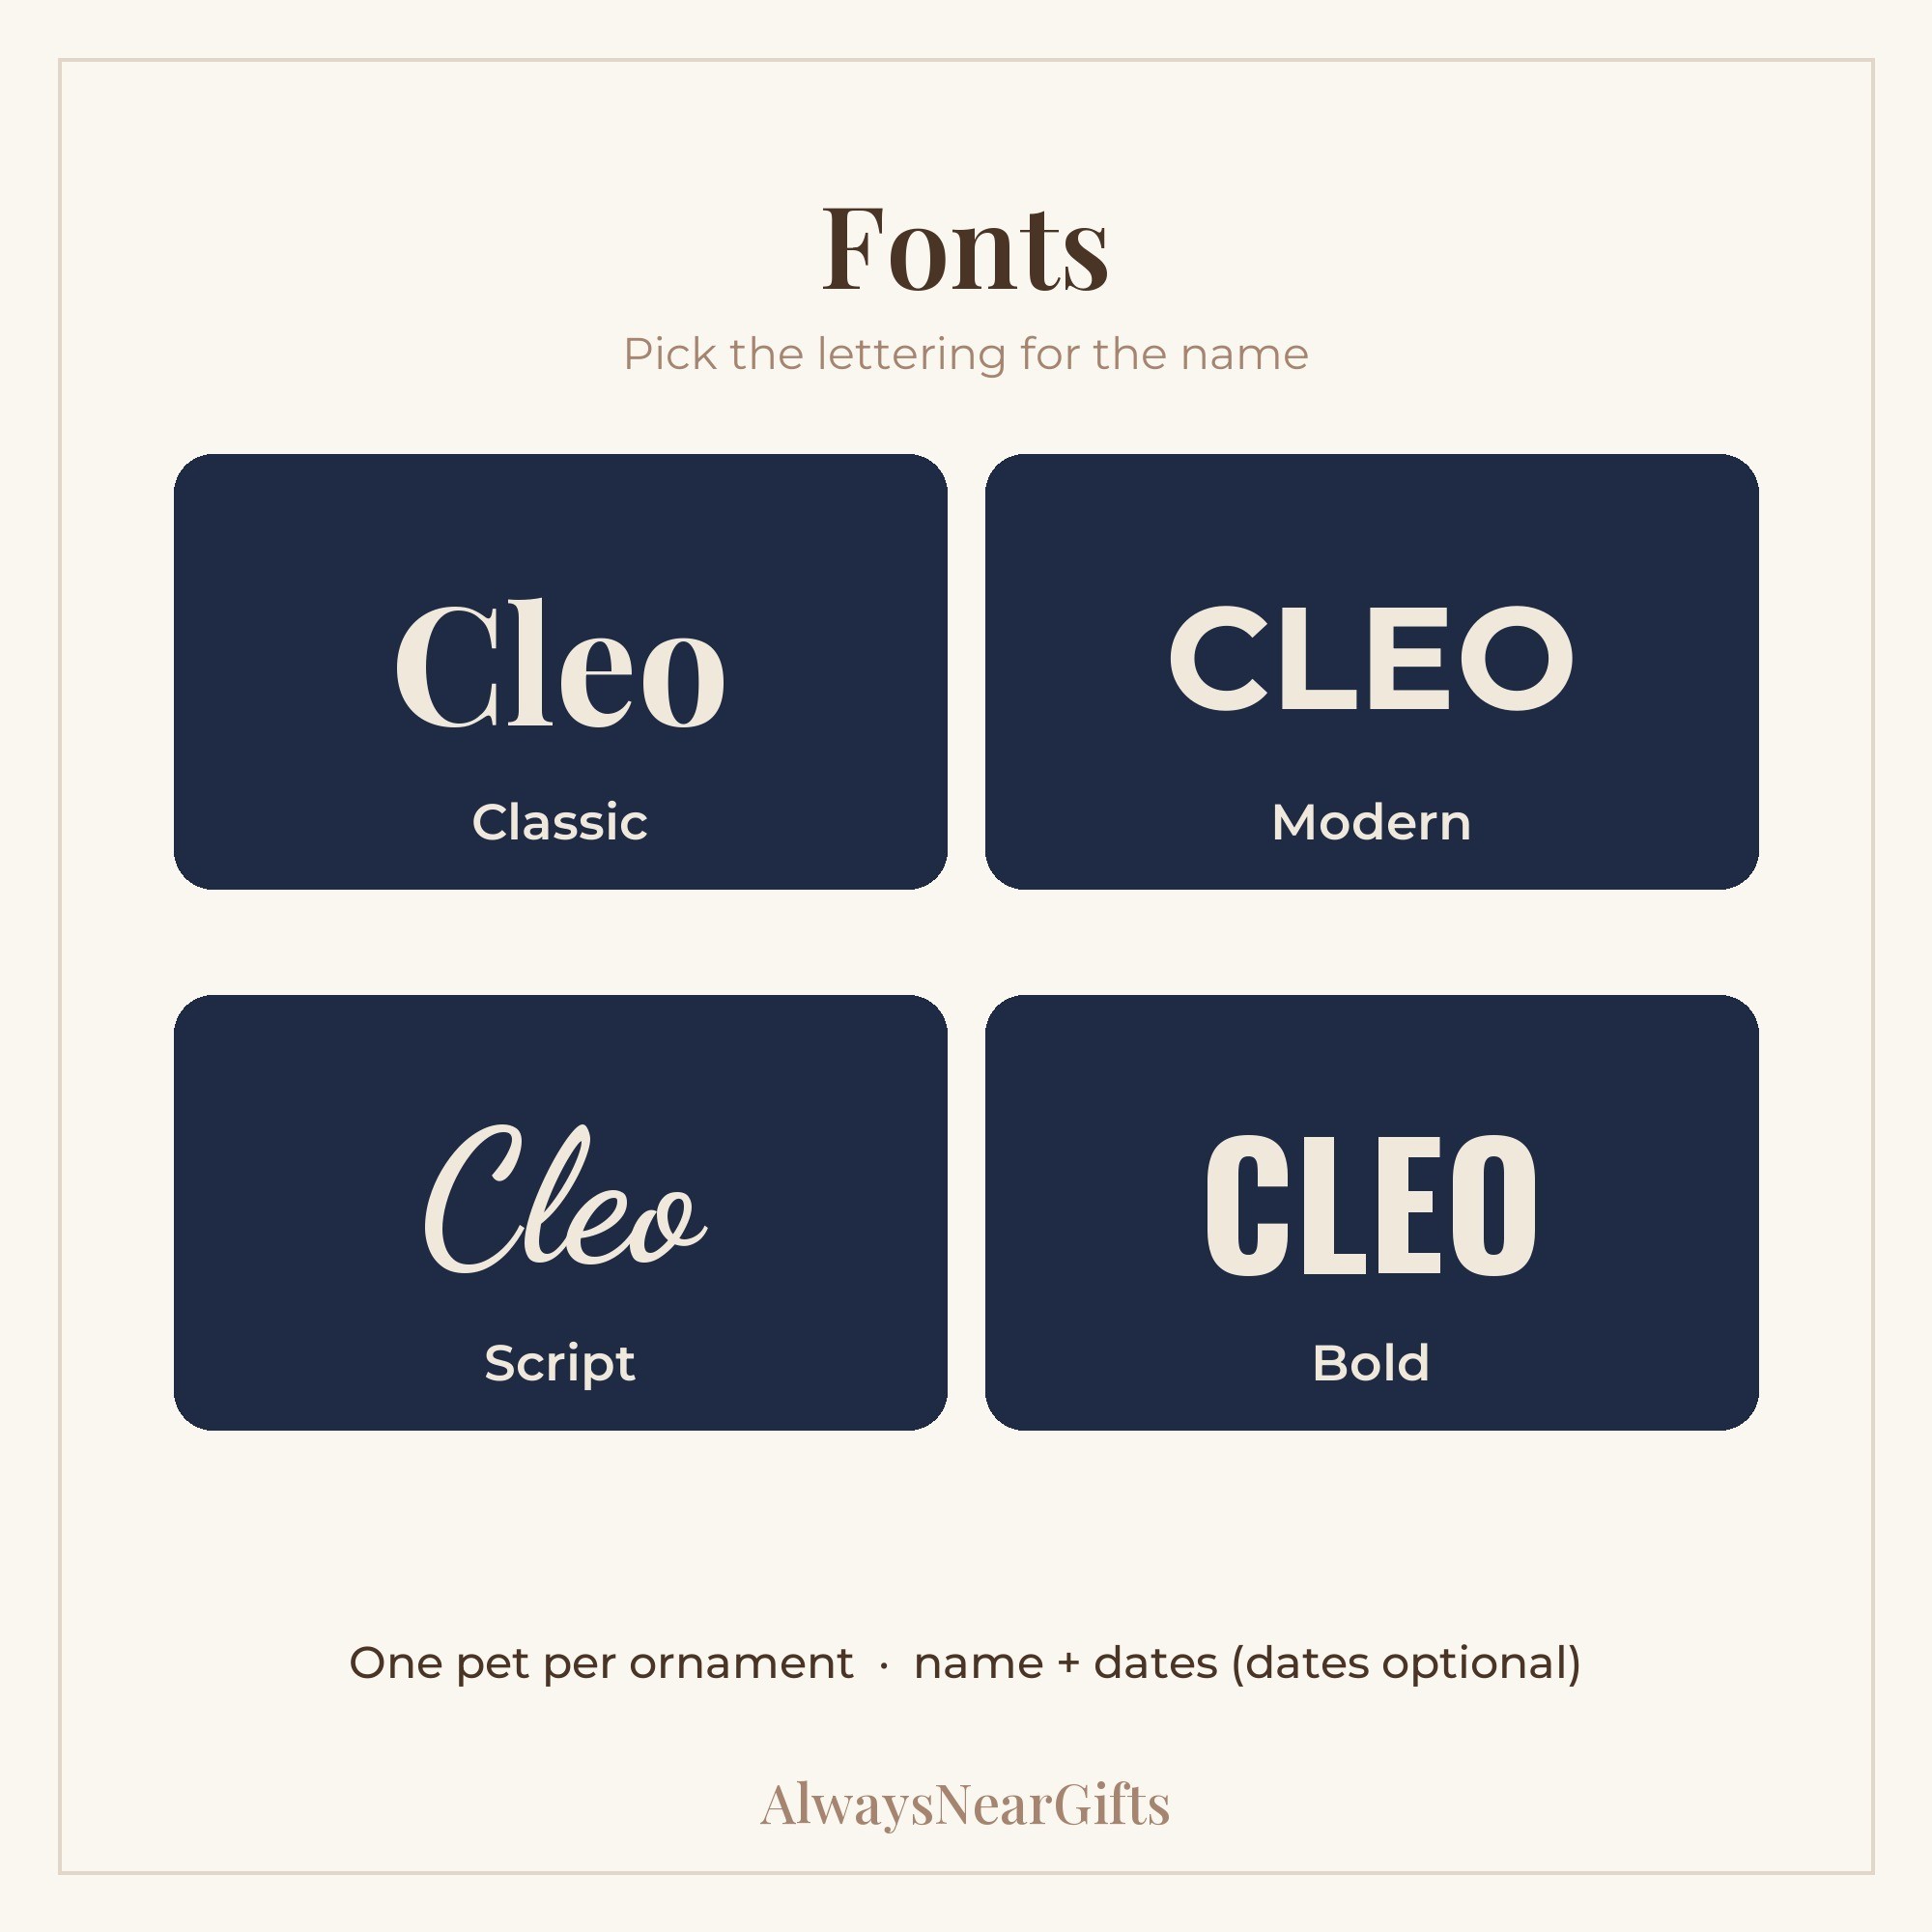 Fonts
Pick the lettering for the name
Cleo
Classic
CLEO
Modern
Cleo
Script
CLEO
Bold
One pet per ornament · name + dates (dates optional)
AlwaysNearGifts